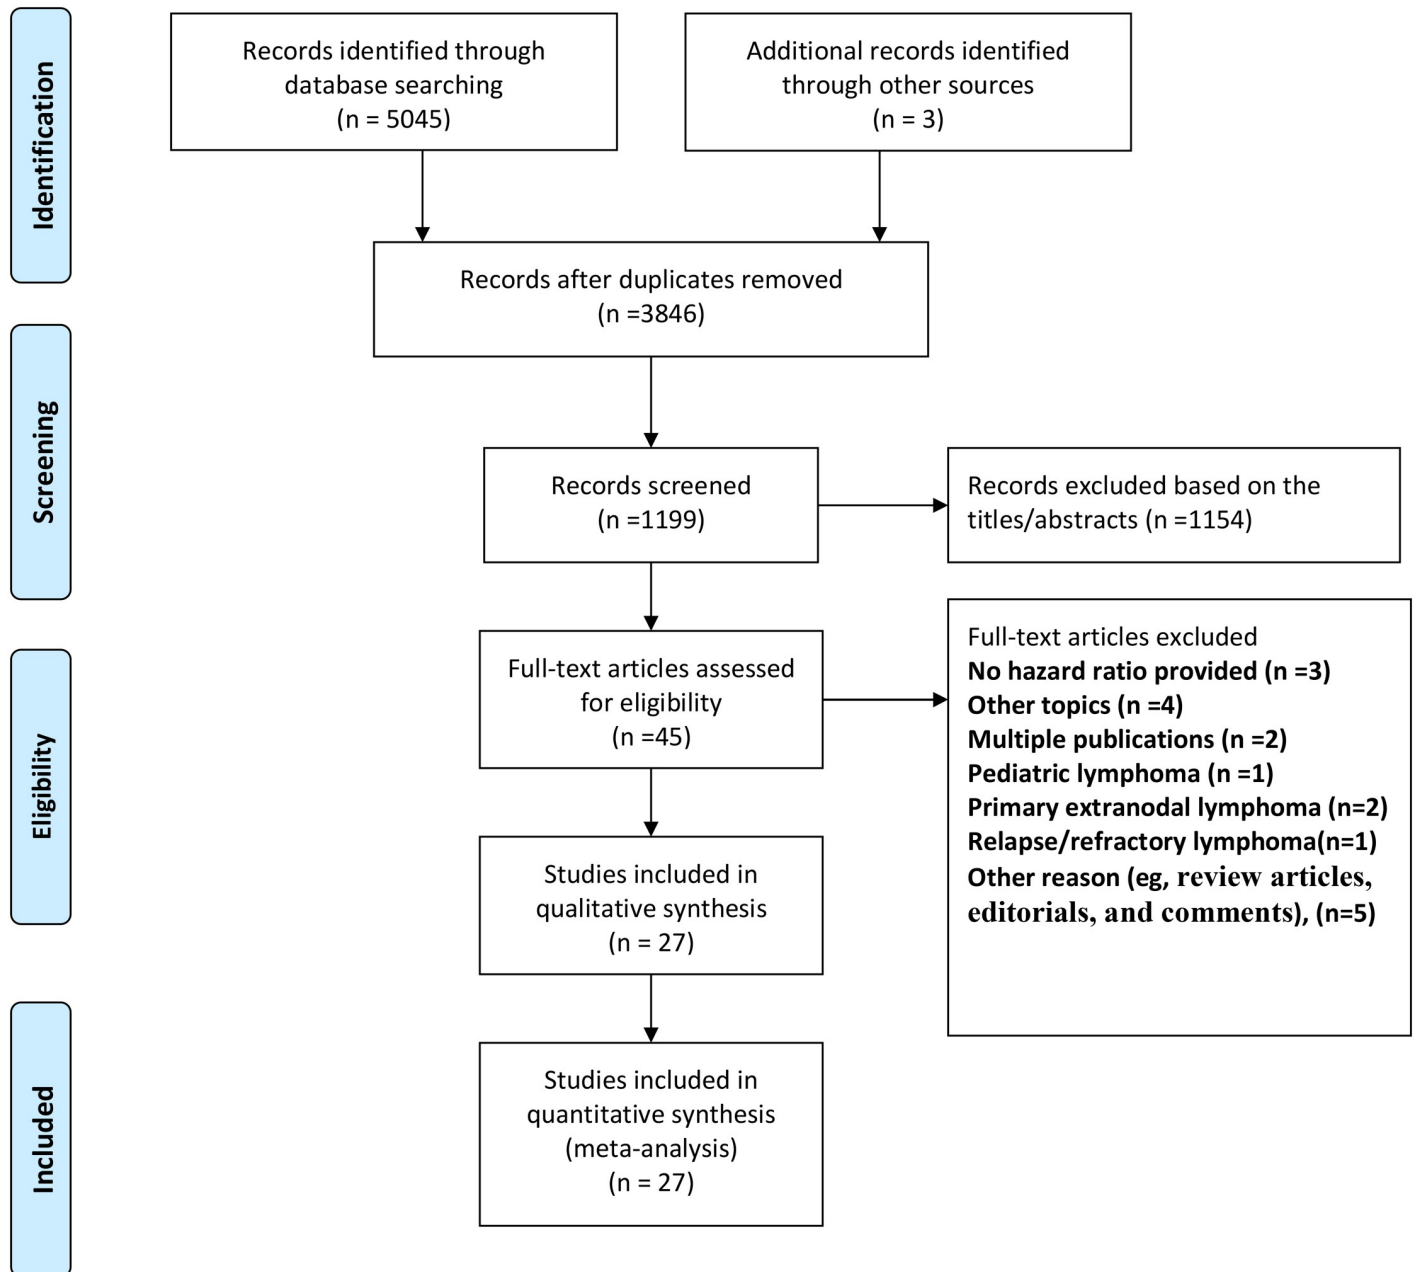 Identification
Records identified through
database searching
(n = 5045)
Additional records identified
through other sources
(n = 3)
Records after duplicates removed
(n =3846)
Screening
Records screened
(n =1199)
Records excluded based on the
titles/abstracts (n =1154)
Eligibility
Full-text articles assessed
for eligibility
(n =45)
Full-text articles excluded
No hazard ratio provided (n =3)
Other topics (n =4)
Multiple publications (n =2)
Pediatric lymphoma (n =1)
Primary extranodal lymphoma (n=2)
Relapse/refractory lymphoma(n=1)
Other reason (eg, review articles,
editorials, and comments), (n=5)
Studies included in
qualitative synthesis
(n = 27)
Included
Studies included in
quantitative synthesis
(meta-analysis)
(n = 27)